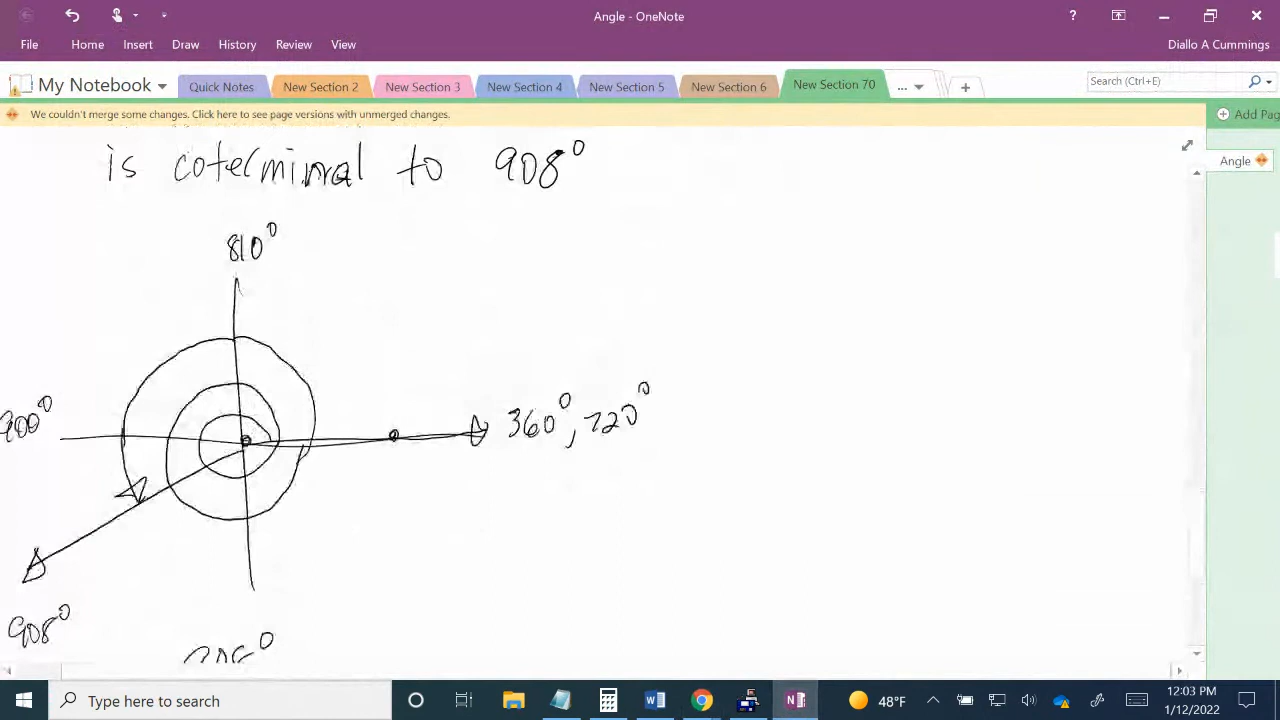 Angle - OneNote
File Home Insert Draw History Review View
Diallo A Cummings
My Notebook Quick Notes New Section 2 New Section 3 New Section 4 New Section 5 New Section 6 New Section 70 ...
Search (Ctrl+E)
We couldn't merge some changes. Click here to see page versions with unmerged changes.
Add Pag
Angle
is coterminal to 908°
810°
900°
360°, 720°
908°
Type here to search
48°F
12:03 PM
1/12/2022